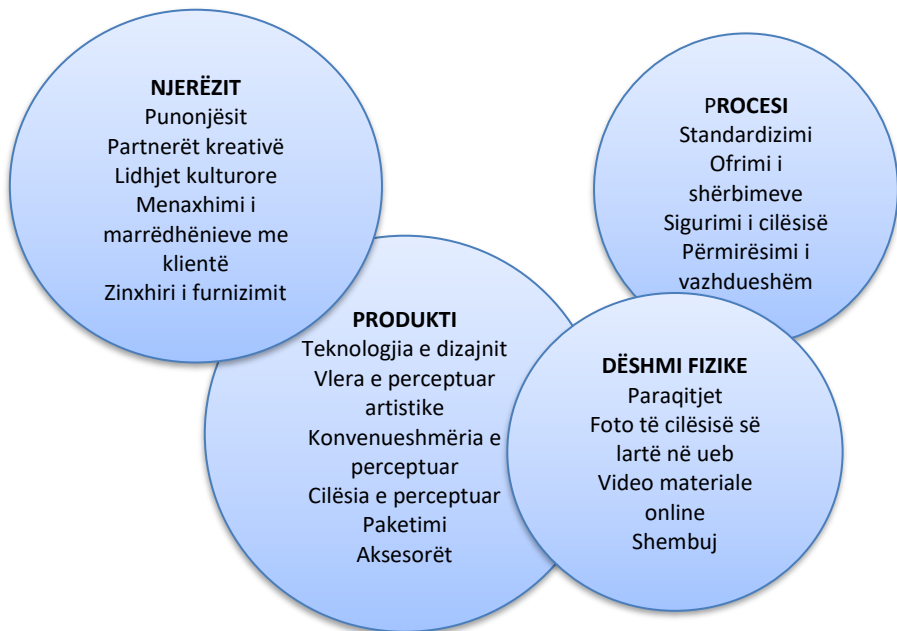 NJERËZIT
Punonjësit
Partnerët kreativë
Lidhjet kulturore
Menaxhimi i
marrëdhënieve me
klientë
Zinxhiri i furnizimit
PROCESI
Standardizimi
Ofrimi i
shërbimeve
Sigurimi i cilësisë
Përmirësimi i
vazhdueshëm
PRODUKTI
Teknologjia e dizajnit
Vlera e perceptuar
artistike
Konvenueshmëria e
perceptuar
Cilësia e perceptuar
Paketimi
Aksesorët
DËSHMI FIZIKE
Paraqitjet
Foto të cilësisë së
lartë në ueb
Video materiale
online
Shembuj